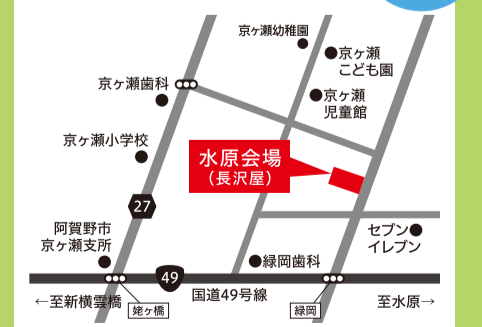 京ヶ瀬幼稚園
京ヶ瀬
こども園
京ヶ瀬歯科
京ヶ瀬
児童館
京ヶ瀬小学校
水原会場
（長沢屋）
27
阿賀野市
京ヶ瀬支所
セブン
イレブン
緑岡歯科
49
国道49号線
←至新横雲橋
姥ヶ橋
緑岡
至水原→